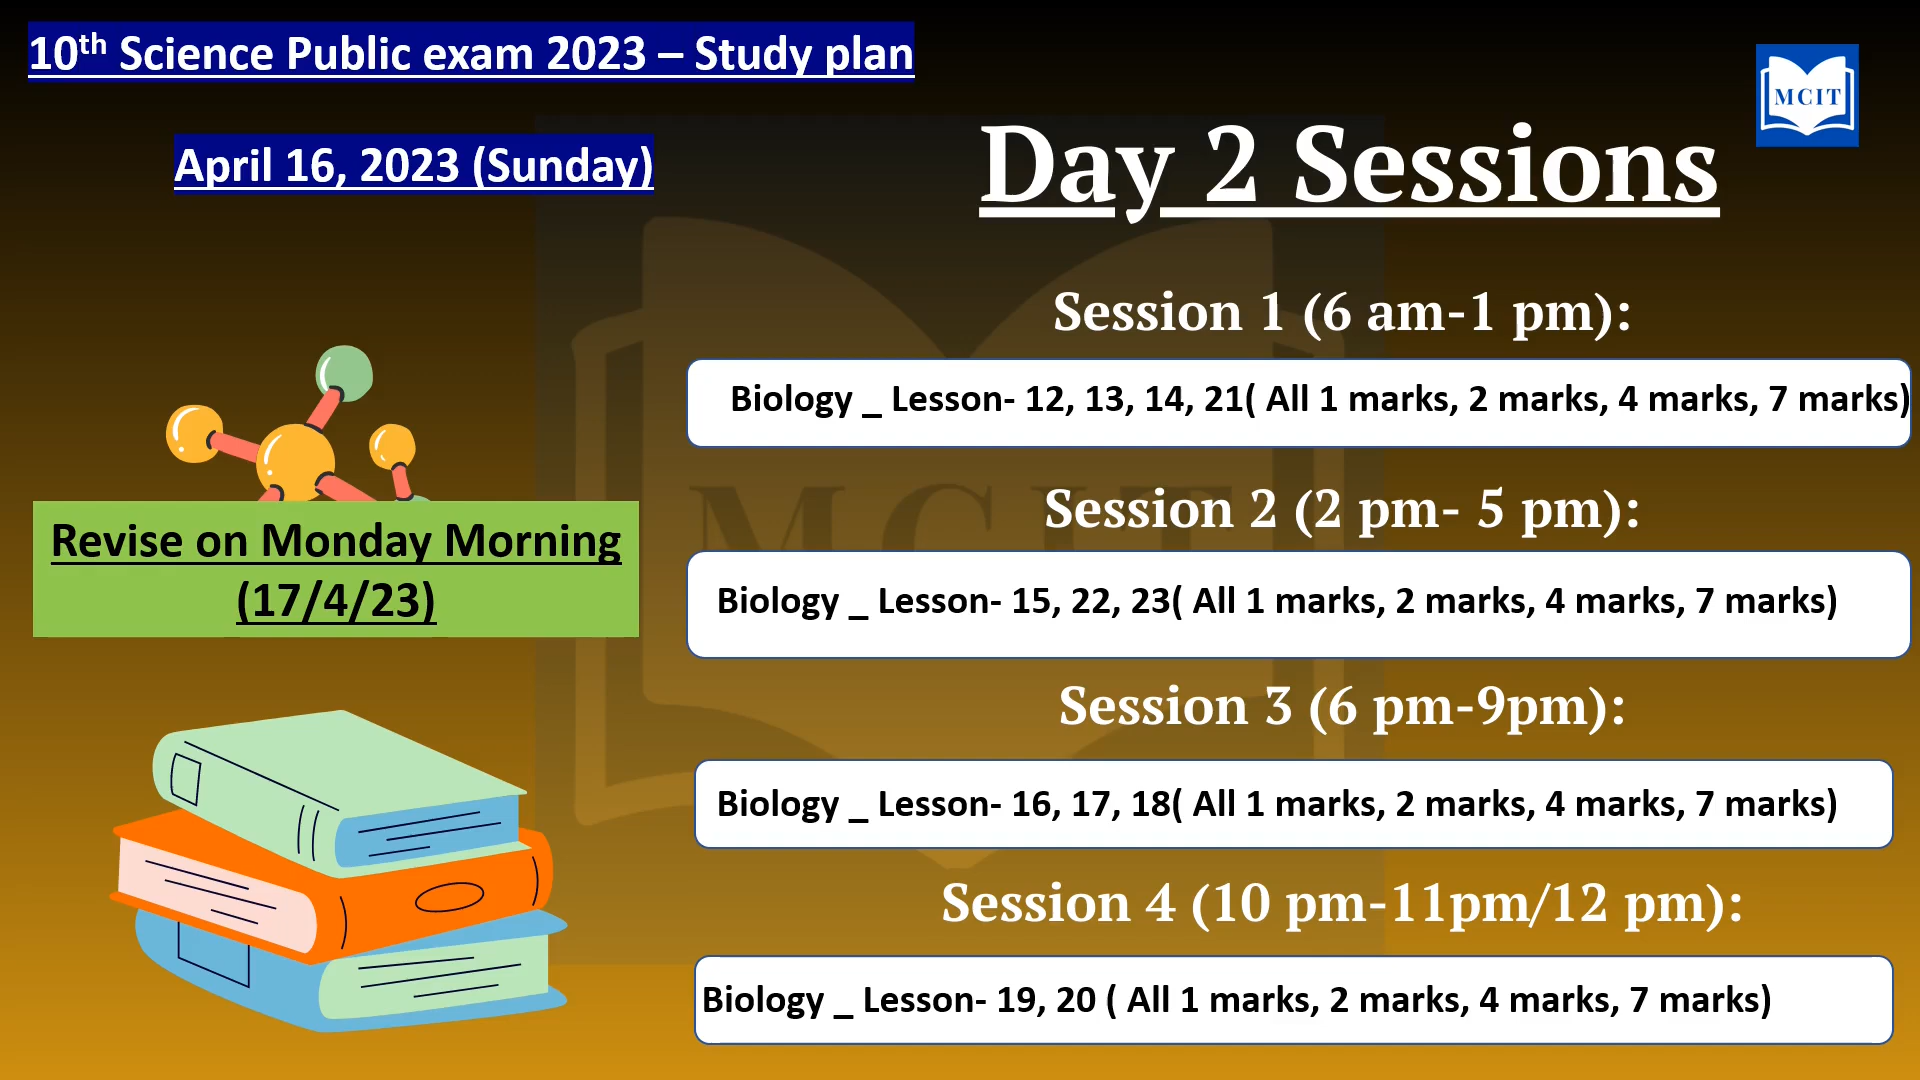 10th Science Public exam 2023 – Study plan
MCIT
April 16, 2023 (Sunday)
Day 2 Sessions
Session 1 (6 am-1 pm):
Biology _ Lesson- 12, 13, 14, 21( All 1 marks, 2 marks, 4 marks, 7 marks)
Revise on Monday Morning
(17/4/23)
MCIT
Session 2 (2 pm- 5 pm):
Biology _ Lesson- 15, 22, 23( All 1 marks, 2 marks, 4 marks, 7 marks)
Session 3 (6 pm-9pm):
Biology _ Lesson- 16, 17, 18( All 1 marks, 2 marks, 4 marks, 7 marks)
Session 4 (10 pm-11pm/12 pm):
Biology _ Lesson- 19, 20 ( All 1 marks, 2 marks, 4 marks, 7 marks)